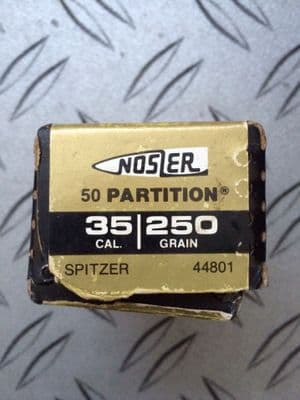 NOSLER
50 PARTITION®
35 | 250
CAL. GRAIN
SPITZER 44801